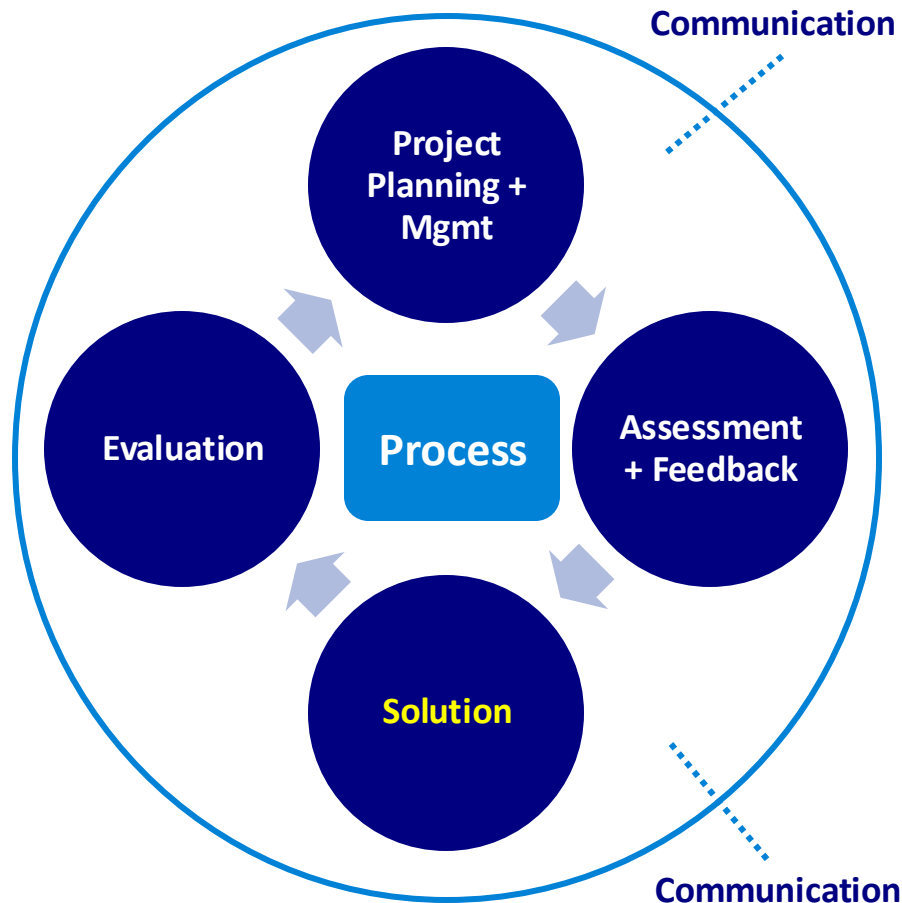 Communication
Project
Planning +
Mgmt
Evaluation
Process
Assessment
+ Feedback
Solution
Communication